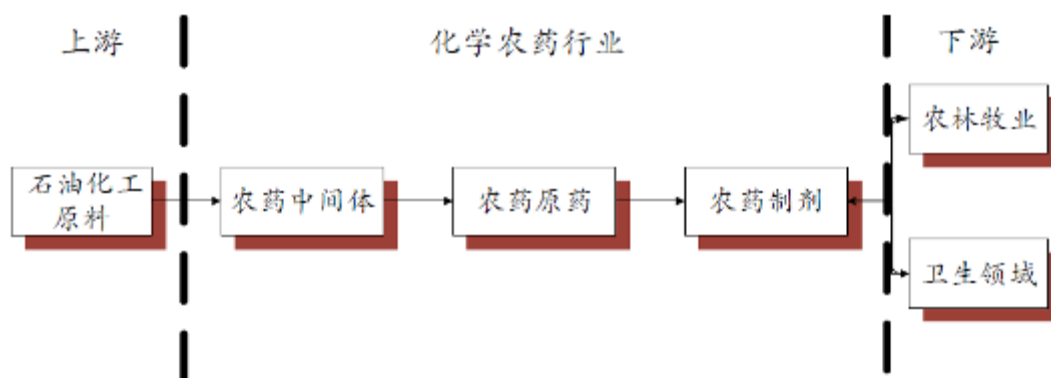 上游
化学农药行业
下游
农林牧业
石油化工
原料
农药中间体
农药原药
农药制剂
卫生领域